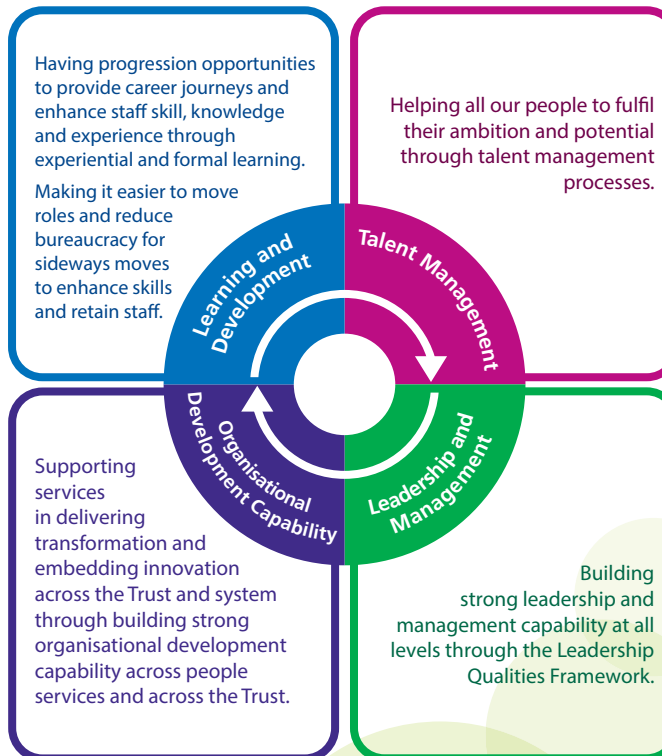 Having progression opportunities
to provide career journeys and
enhance staff skill, knowledge
and experience through
experiential and formal learning.
Making it easier to move
roles and reduce
bureaucracy for
sideways moves
to enhance skills
and retain staff.
Helping all our people to fulfil
their ambition and potential
through talent management
processes.
Learning and
Development
Talent Management
Organisational
Development Capability
Leadership and
Management
Supporting
services
in delivering
transformation and
embedding innovation
across the Trust and system
through building strong
organisational development
capability across people
services and across the Trust.
Building
strong leadership and
management capability at all
levels through the Leadership
Qualities Framework.